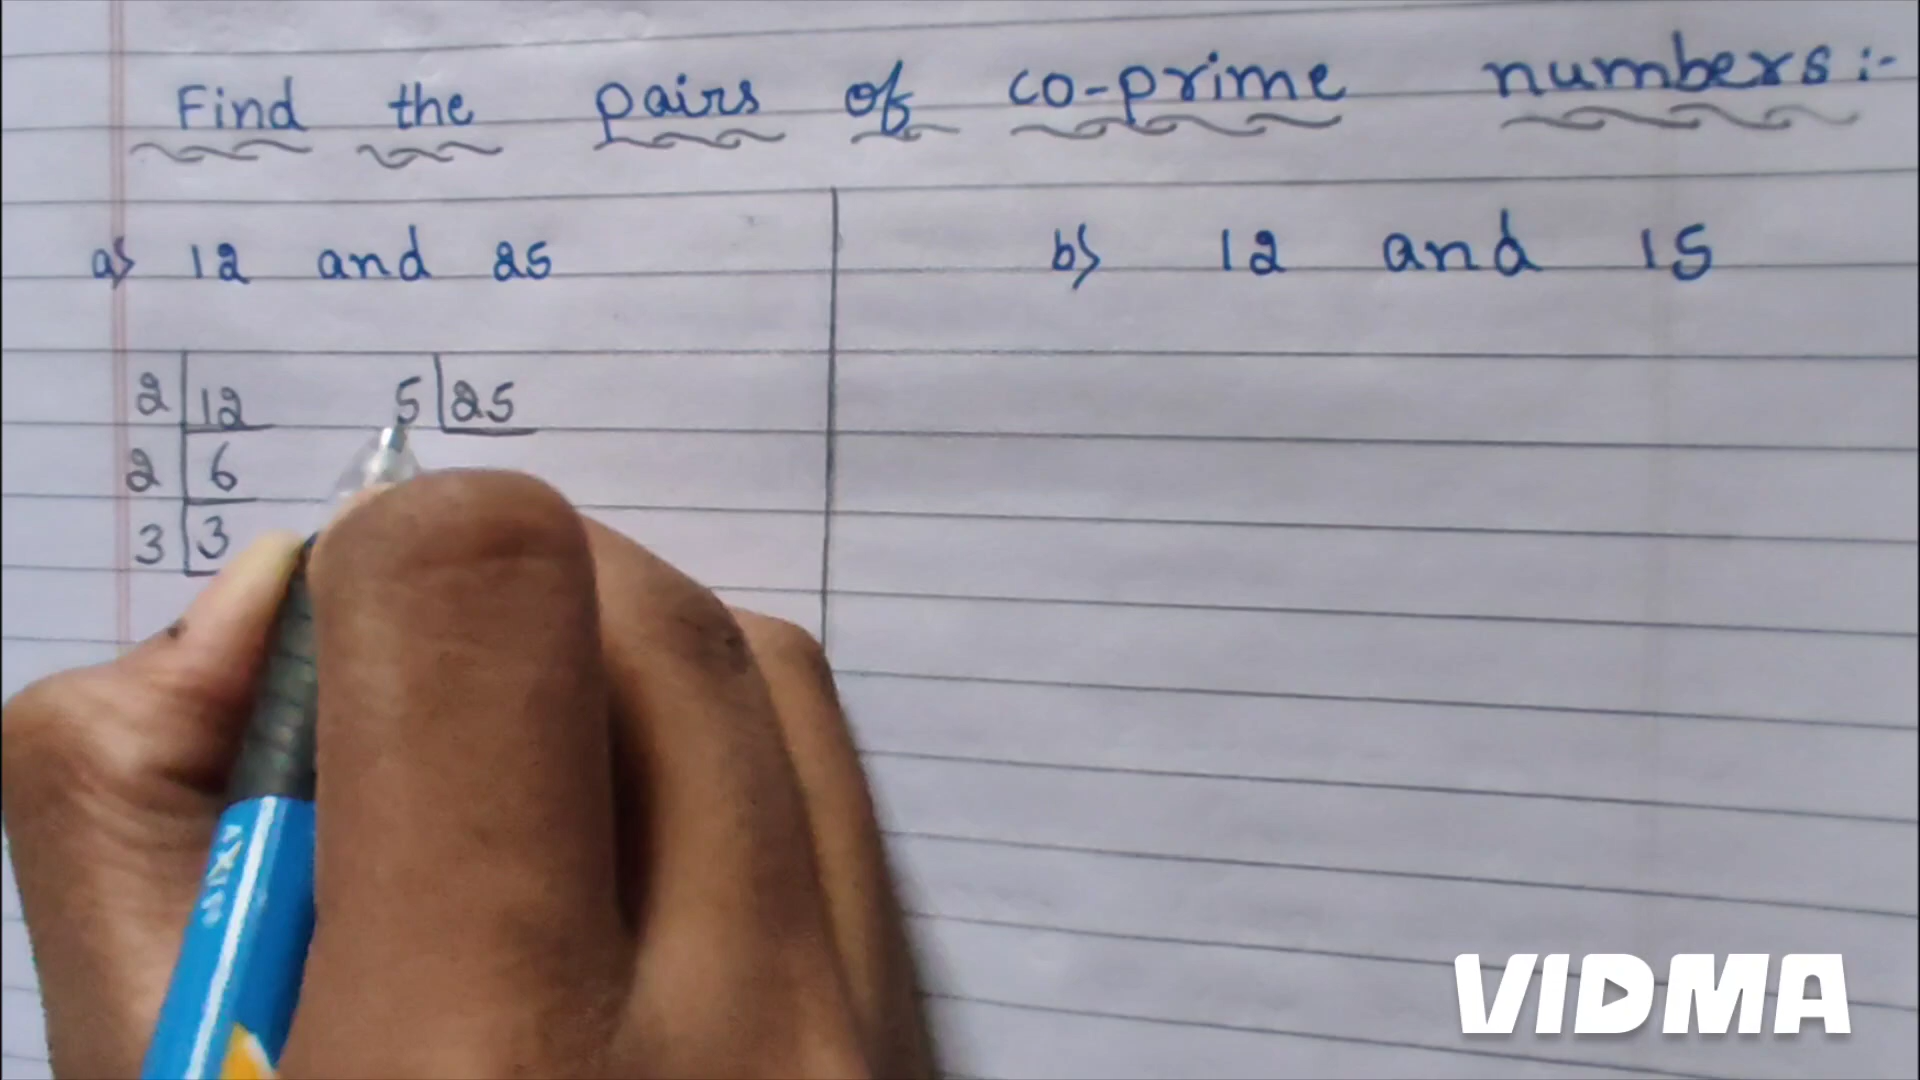 Find the pairs of co-prime numbers:-
a) 12 and 25
b) 12 and 15
2 12 5 25
2 6
3 3
AXIS
VIDMA